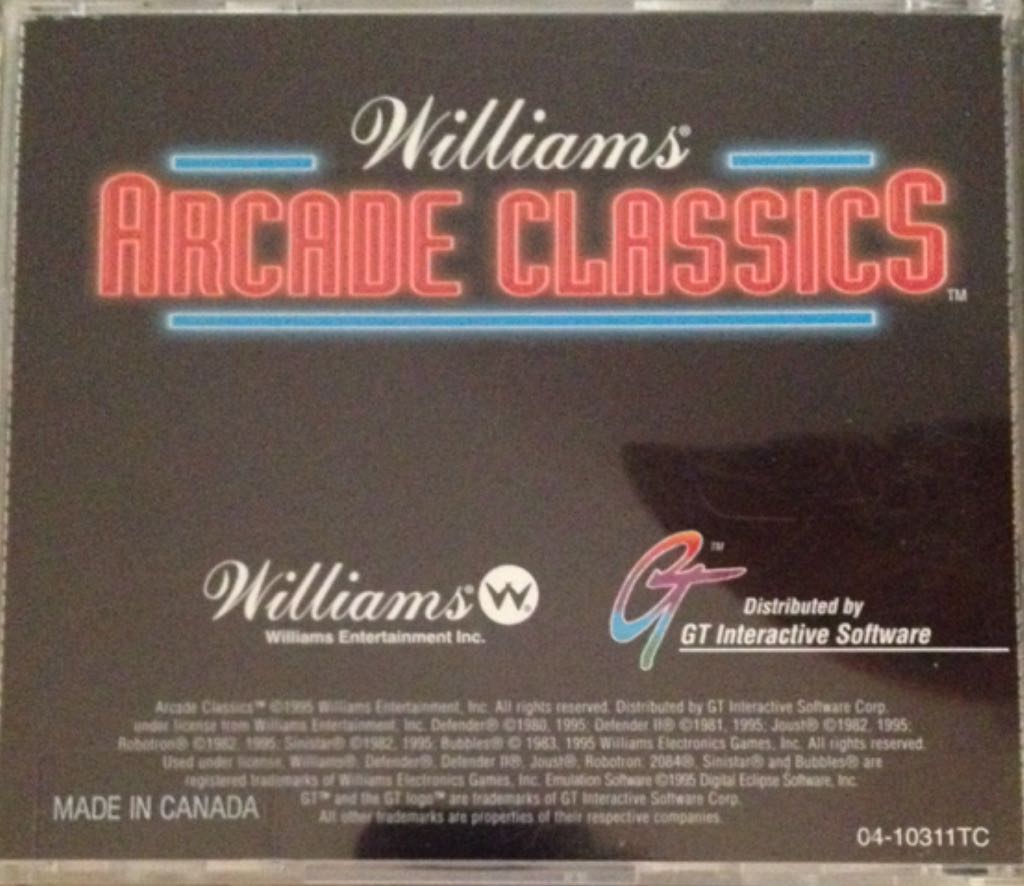 Williams®
ARCADE CLASSICS™
Williams® W®
Williams Entertainment Inc.
GT™
Distributed by
GT Interactive Software
Arcade Classics™ ©1995 Williams Entertainment, Inc. All rights reserved. Distributed by GT Interactive Software Corp.
under license from Williams Entertainment, Inc. Defender® ©1980, 1995; Defender II® ©1981, 1995; Joust® ©1982, 1995;
Robotron® ©1982, 1995; Sinistar® ©1982, 1995; Bubbles® © 1983, 1995 Williams Electronics Games, Inc. All rights reserved.
Used under license. Williams®, Defender®, Defender II®, Joust®, Robotron: 2084®, Sinistar® and Bubbles® are
registered trademarks of Williams Electronics Games, Inc. Emulation Software ©1995 Digital Eclipse Software, Inc.
GT™ and the GT logo™ are trademarks of GT Interactive Software Corp.
All other trademarks are properties of their respective companies.
MADE IN CANADA
04-10311TC